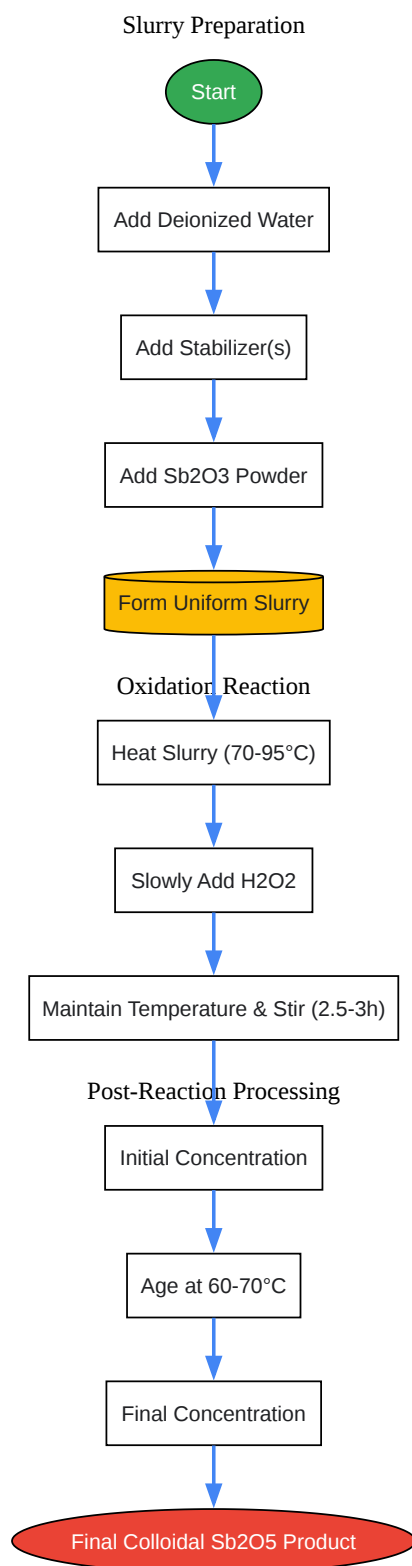 Slurry Preparation
Start
Add Deionized Water
Add Stabilizer(s)
Add Sb2O3 Powder
Form Uniform Slurry
Oxidation Reaction
Heat Slurry (70-95°C)
Slowly Add H2O2
Maintain Temperature & Stir (2.5-3h)
Post-Reaction Processing
Initial Concentration
Age at 60-70°C
Final Concentration
Final Colloidal Sb2O5 Product